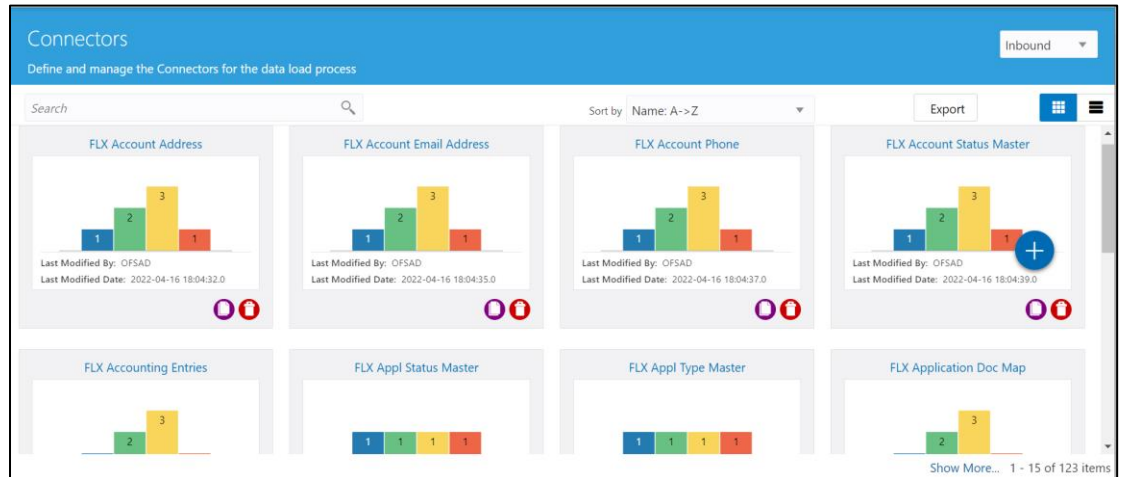 Connectors
Inbound
Define and manage the Connectors for the data load process
Search
Sort by Name: A->Z
Export
FLX Account Address
FLX Account Email Address
FLX Account Phone
FLX Account Status Master
3 3 3 3
2 2 2 2
1 1 1 1 1 1 1 1
Last Modified By: OFSAD Last Modified By: OFSAD Last Modified By: OFSAD Last Modified By: OFSAD
Last Modified Date: 2022-04-16 18:04:32.0 Last Modified Date: 2022-04-16 18:04:35.0 Last Modified Date: 2022-04-16 18:04:37.0 Last Modified Date: 2022-04-16 18:04:39.0
FLX Accounting Entries
FLX Appl Status Master
FLX Appl Type Master
FLX Application Doc Map
3 3
2 1 1 1 1 1 1 1 1 2
Show More... 1 - 15 of 123 items